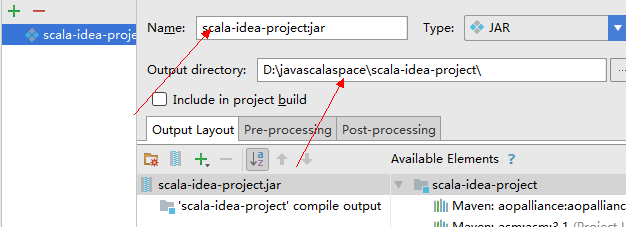 scala-idea-proje
Name: scala-idea-project:jar Type: JAR
Output directory: D:\javascalaspace\scala-idea-project\ ...
Include in project build
Output Layout Pre-processing Post-processing
Available Elements ?
scala-idea-project.jar
scala-idea-project
'scala-idea-project' compile output
Maven: aopalliance:aopallianc